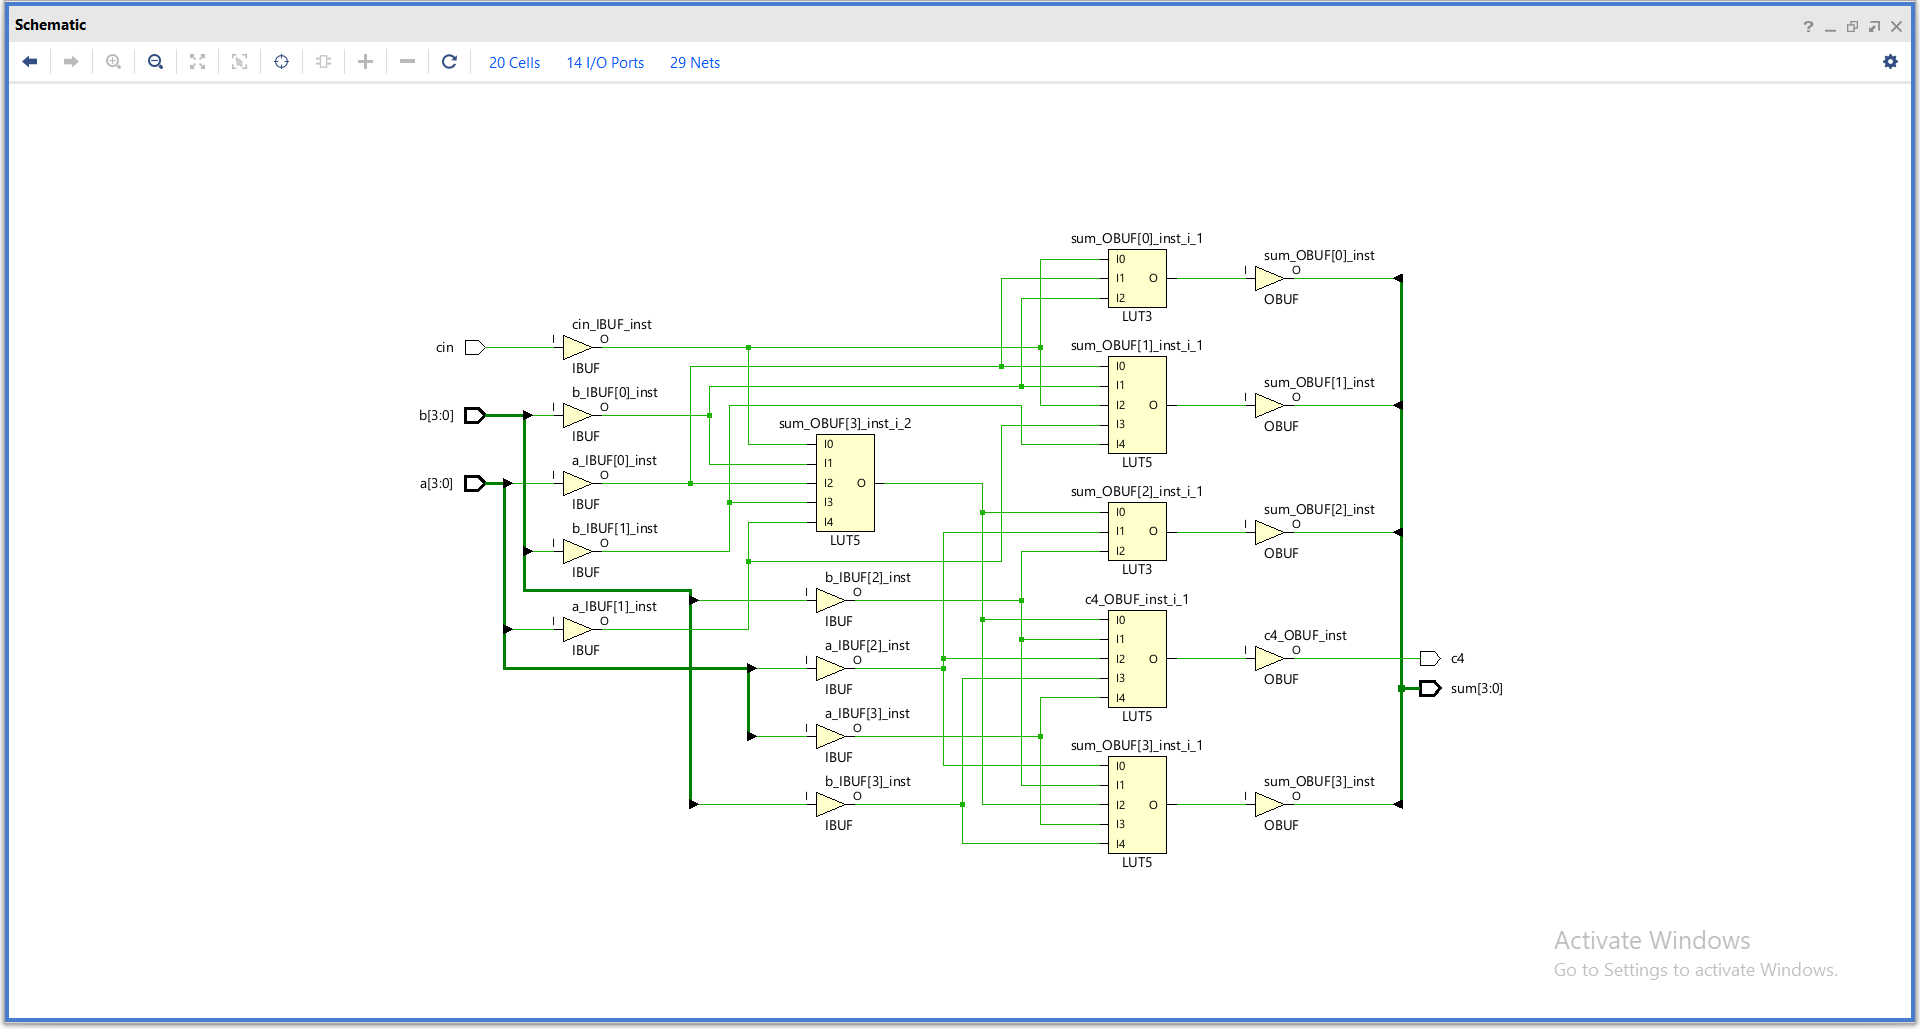 Schematic
?
20 Cells 14 I/O Ports 29 Nets
sum_OBUF[0]_inst_i_1
I0
I1 O
I2
LUT3
sum_OBUF[0]_inst
I O
OBUF
cin
cin_IBUF_inst
I O
IBUF
sum_OBUF[1]_inst_i_1
I0
I1
I2 O
I3
I4
LUT5
sum_OBUF[1]_inst
I O
OBUF
b[3:0]
b_IBUF[0]_inst
I O
IBUF
sum_OBUF[3]_inst_i_2
I0
I1
I2 O
I3
I4
LUT5
a[3:0]
a_IBUF[0]_inst
I O
IBUF
sum_OBUF[2]_inst_i_1
I0
I1 O
I2
LUT3
sum_OBUF[2]_inst
I O
OBUF
b_IBUF[1]_inst
I O
IBUF
b_IBUF[2]_inst
I O
IBUF
a_IBUF[1]_inst
I O
IBUF
c4_OBUF_inst_i_1
I0
I1
I2 O
I3
I4
LUT5
c4_OBUF_inst
I O
OBUF
c4
sum[3:0]
a_IBUF[2]_inst
I O
IBUF
a_IBUF[3]_inst
I O
IBUF
sum_OBUF[3]_inst_i_1
I0
I1
I2 O
I3
I4
LUT5
sum_OBUF[3]_inst
I O
OBUF
b_IBUF[3]_inst
I O
IBUF
Activate Windows
Go to Settings to activate Windows.